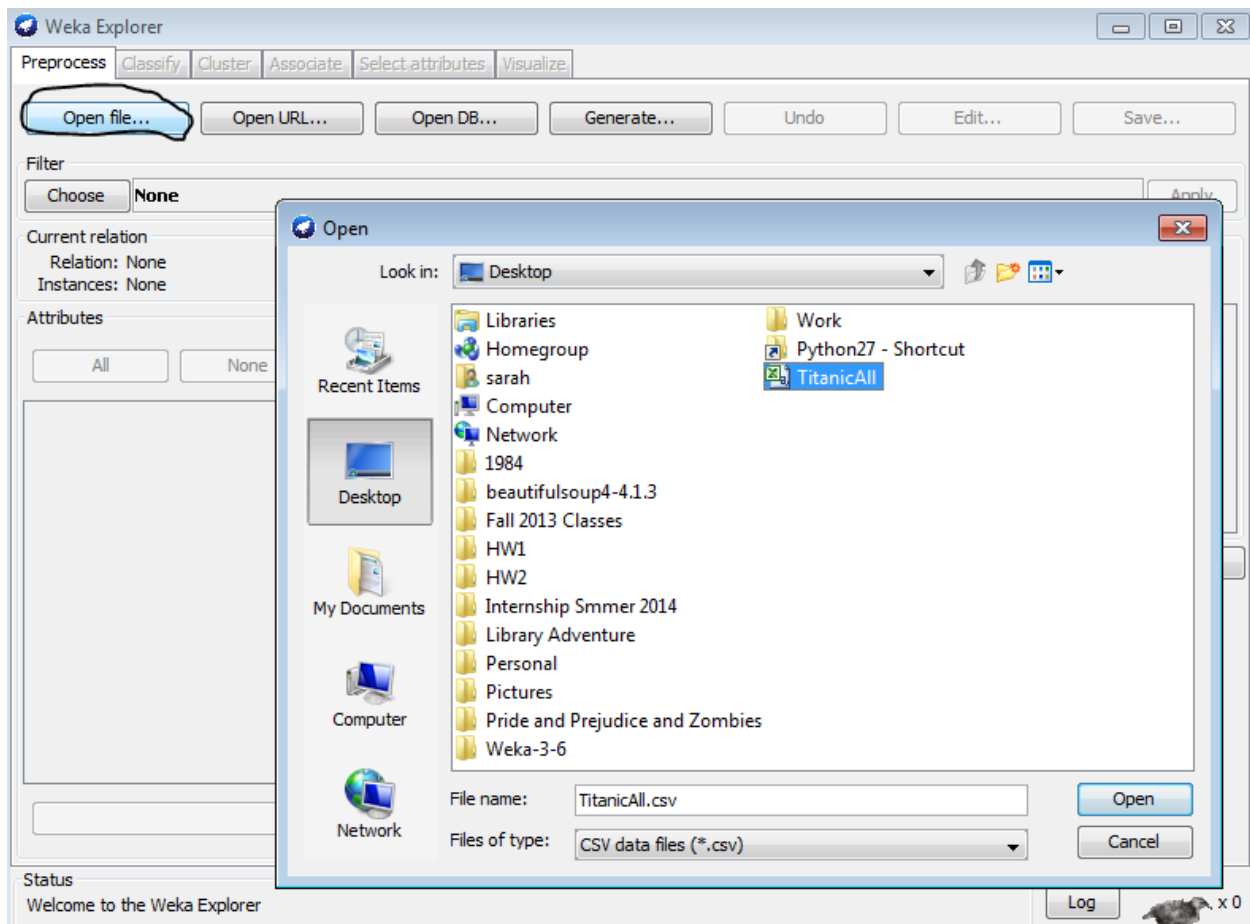 Weka Explorer
Preprocess Classify Cluster Associate Select attributes Visualize
Open file... Open URL... Open DB... Generate... Undo Edit... Save...
Filter
Choose None Apply
Current relation
Relation: None
Instances: None
Attributes
All None
Open
Look in: Desktop
Recent Items
Desktop
My Documents
Computer
Network
Libraries
Homegroup
sarah
Computer
Network
1984
beautifulsoup4-4.1.3
Fall 2013 Classes
HW1
HW2
Internship Smmer 2014
Library Adventure
Personal
Pictures
Pride and Prejudice and Zombies
Weka-3-6
Work
Python27 - Shortcut
TitanicAll
File name: TitanicAll.csv Open
Files of type: CSV data files (*.csv) Cancel
Status
Welcome to the Weka Explorer Log x 0